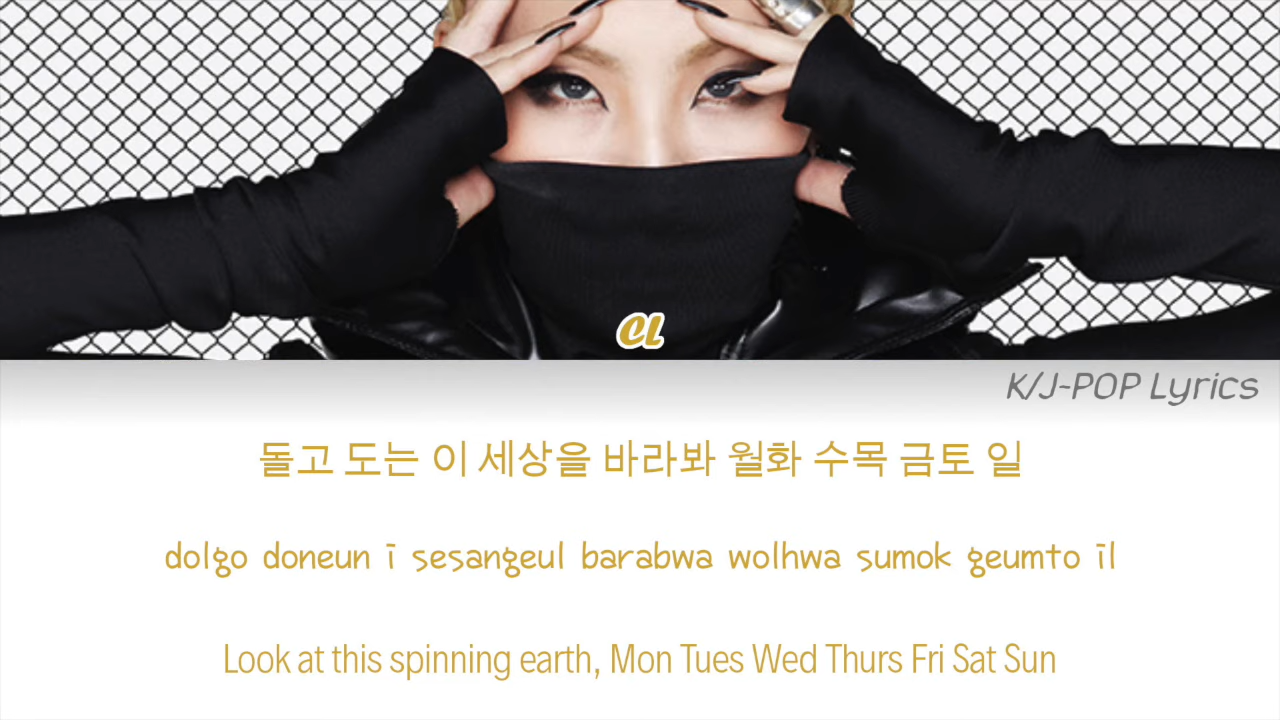 CL
K/J-POP Lyrics
돌고 도는 이 세상을 바라봐 월화 수목 금토 일
dolgo doneun i sesangeul barabwa wolhwa sumok geumto il
Look at this spinning earth, Mon Tues Wed Thurs Fri Sat Sun